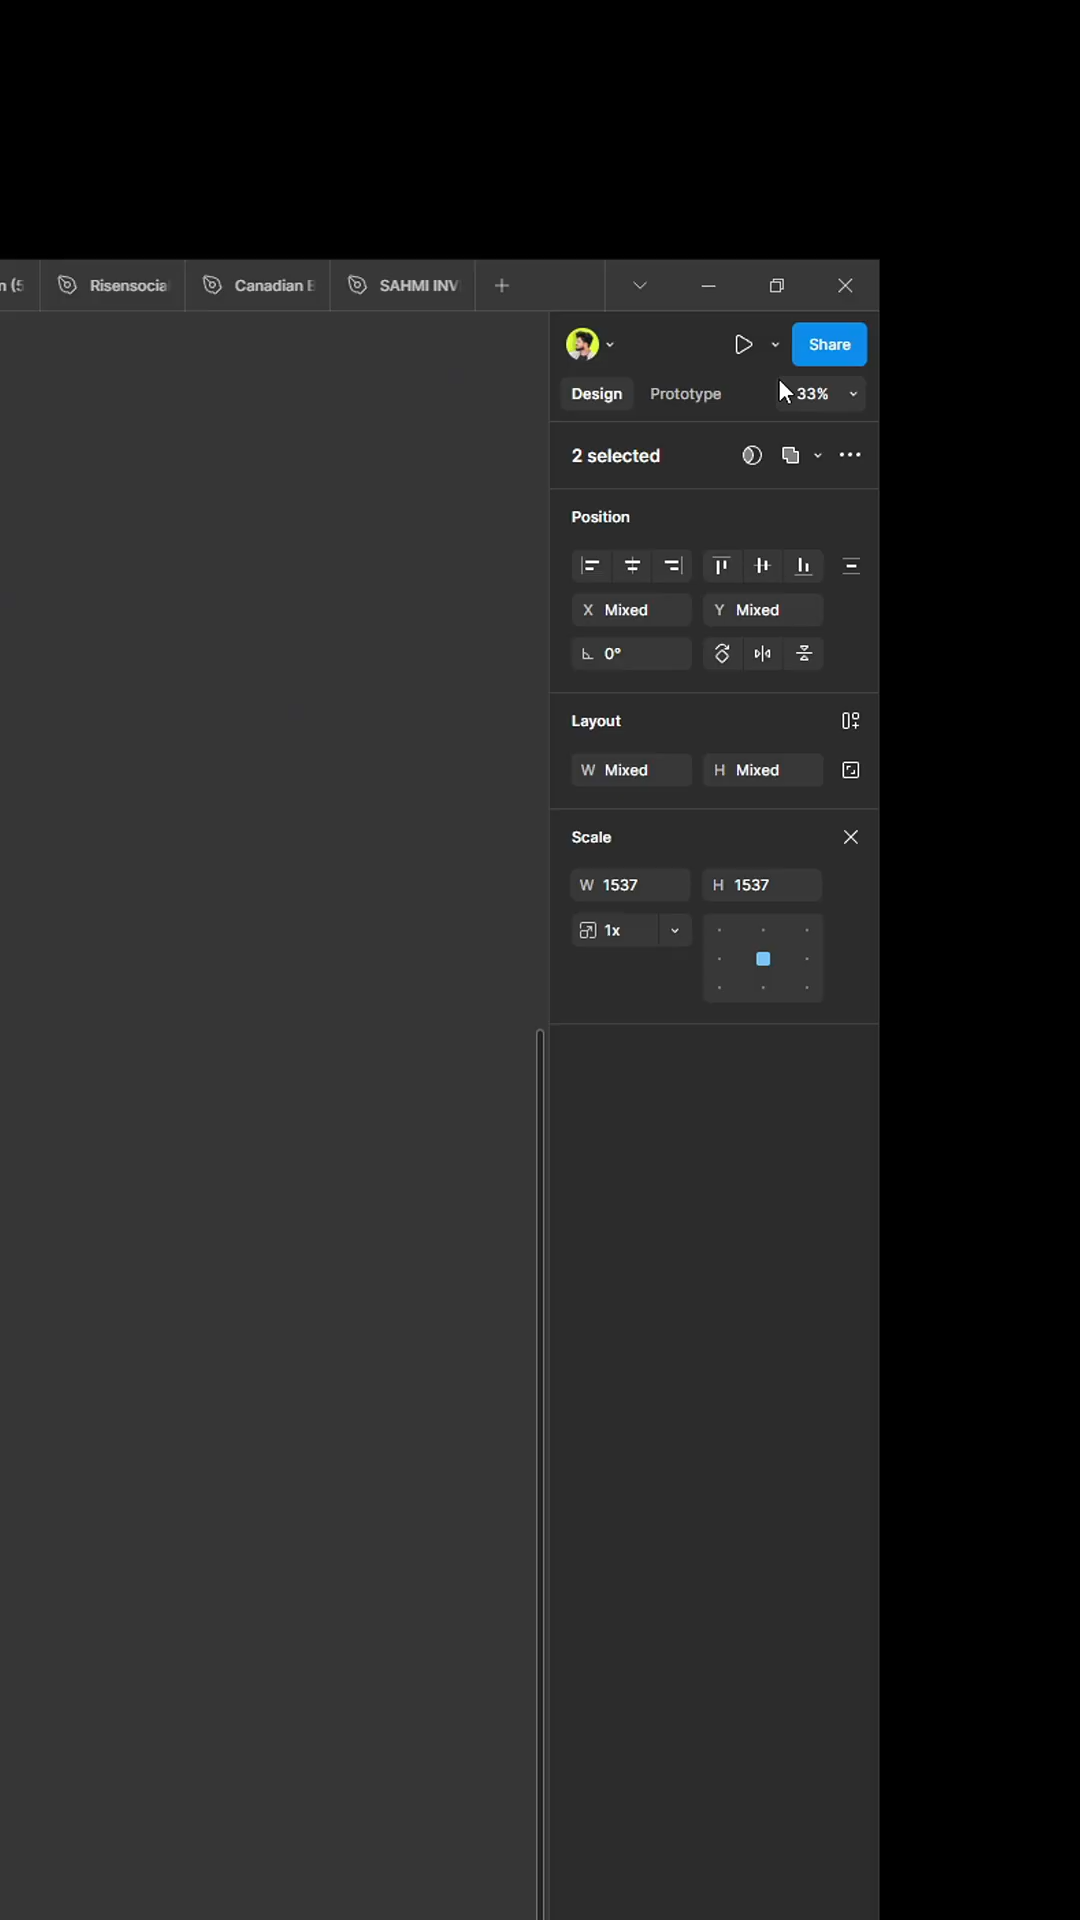 n (5 Risensocia Canadian E SAHMI INV
Share
Design Prototype 33%
2 selected
Position
X Mixed Y Mixed
0°
Layout
W Mixed H Mixed
Scale
W 1537 H 1537
1x